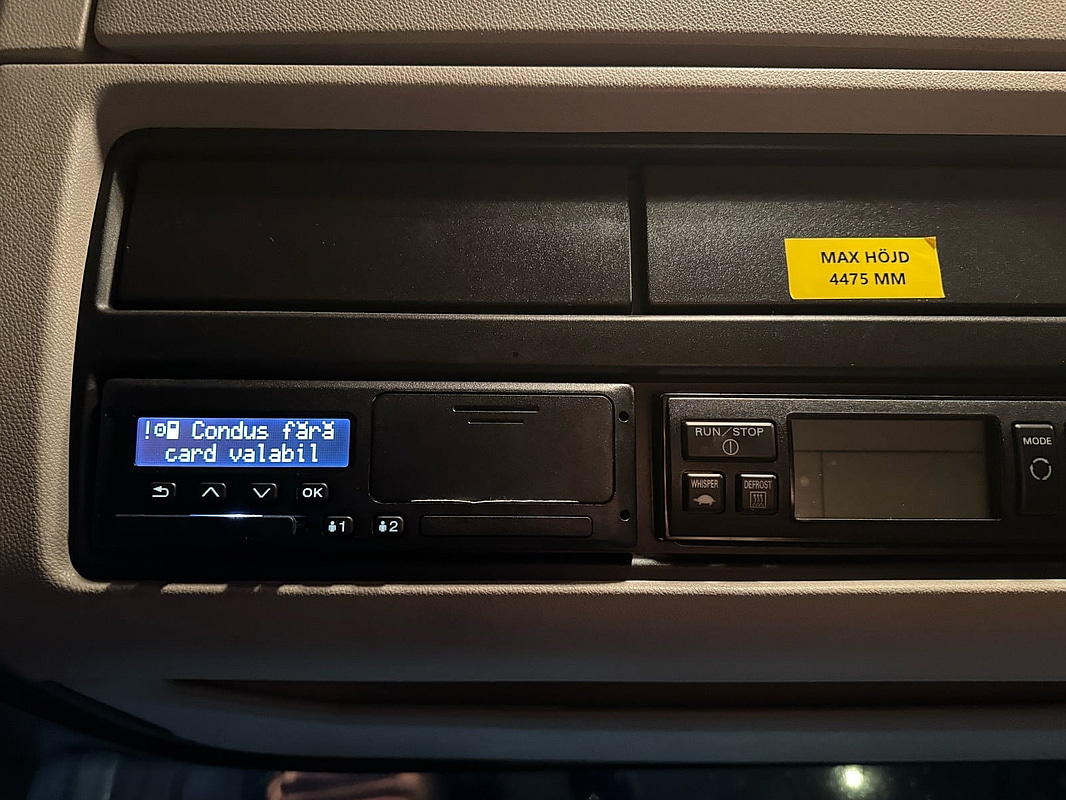 MAX HÖJD
4475 MM
! Condus fără
card valabil
OK
1
2
RUN/STOP
WHISPER
DEFROST
MODE